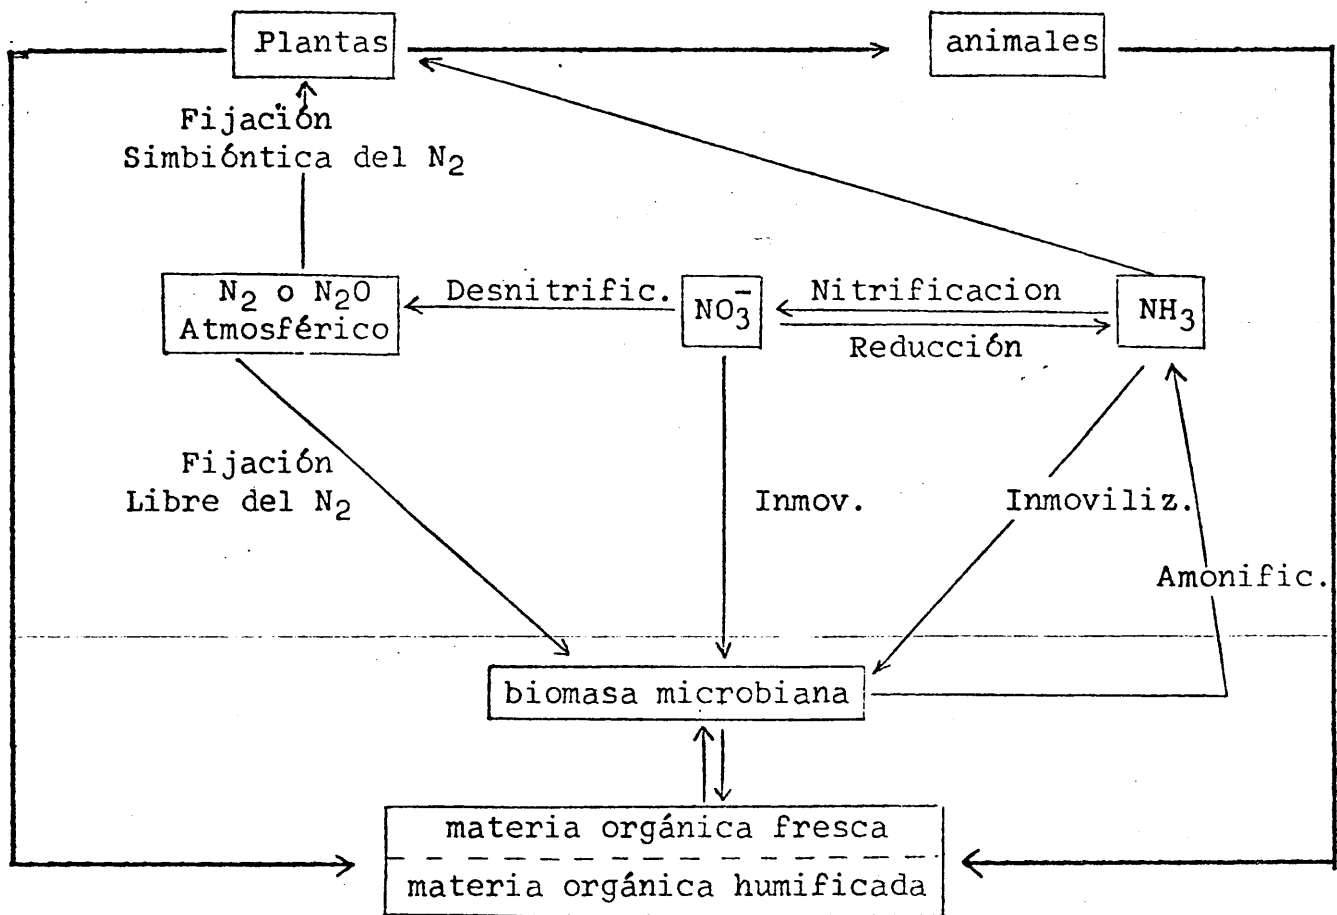 Plantas
animales
Fijación
Simbióntica del N₂
N₂ o N₂O
Atmosférico
Desnitrific.
NO₃⁻
Nitrificacion
Reducción
NH₃
Fijación
Libre del N₂
Inmov.
Inmoviliz.
Amonific.
biomasa microbiana
materia orgánica fresca
materia orgánica humificada